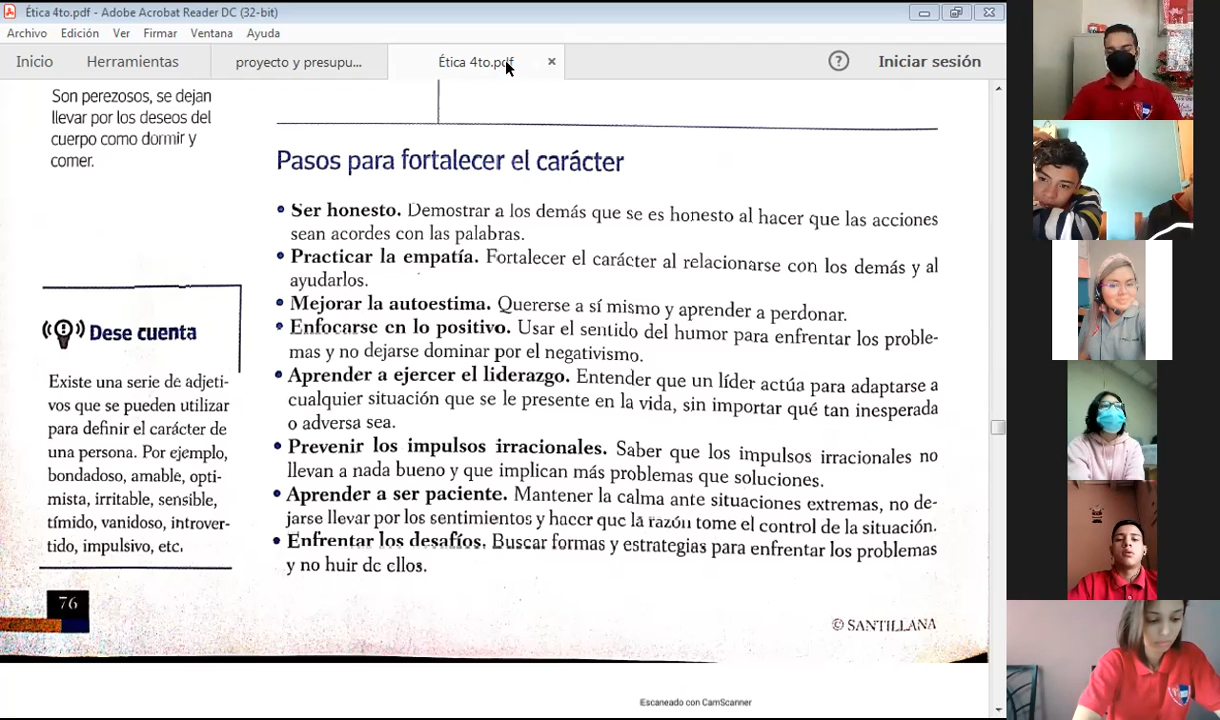 Ética 4to.pdf - Adobe Acrobat Reader DC (32-bit)
Archivo Edición Ver Firmar Ventana Ayuda
Inicio Herramientas proyecto y presupu... Ética 4to.pdf × ? Iniciar sesión
Son perezosos, se dejan
llevar por los deseos del
cuerpo como dormir y
comer.
Dese cuenta
Existe una serie de adjeti-
vos que se pueden utilizar
para definir el carácter de
una persona. Por ejemplo,
bondadoso, amable, opti-
mista, irritable, sensible,
tímido, vanidoso, introver-
tido, impulsivo, etc.
76
Pasos para fortalecer el carácter
• Ser honesto. Demostrar a los demás que se es honesto al hacer que las acciones
sean acordes con las palabras.
• Practicar la empatía. Fortalecer el carácter al relacionarse con los demás y al
ayudarlos.
• Mejorar la autoestima. Quererse a sí mismo y aprender a perdonar.
• Enfocarse en lo positivo. Usar el sentido del humor para enfrentar los proble-
mas y no dejarse dominar por el negativismo.
• Aprender a ejercer el liderazgo. Entender que un líder actúa para adaptarse a
cualquier situación que se le presente en la vida, sin importar qué tan inesperada
o adversa sea.
• Prevenir los impulsos irracionales. Saber que los impulsos irracionales no
llevan a nada bueno y que implican más problemas que soluciones.
• Aprender a ser paciente. Mantener la calma ante situaciones extremas, no de-
jarse llevar por los sentimientos y hacer que la razón tome el control de la situación.
• Enfrentar los desafíos. Buscar formas y estrategias para enfrentar los problemas
y no huir de ellos.
© SANTILLANA
Escaneado con CamScanner